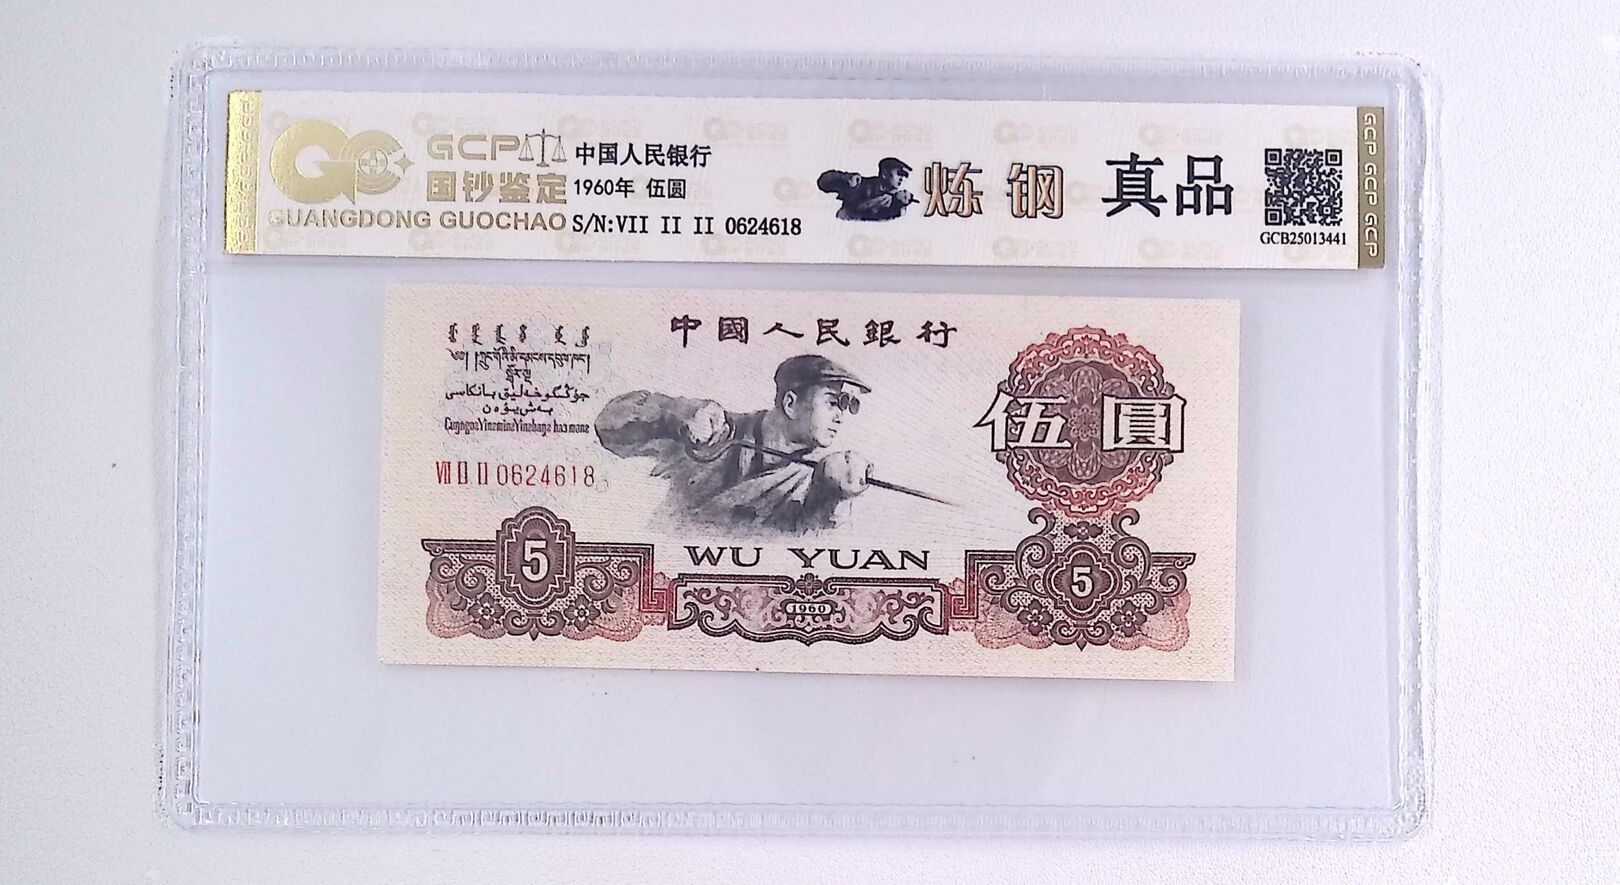 GCP
国钞鉴定
GUANGDONG GUOCHAO
中国人民银行
1960年 伍圆
S/N:VII II II 0624618
炼钢 真品
GCB25013441
GCP GCP GCP
中國人民銀行
伍圓
VII II II 0624618
5
WU YUAN
5
1960